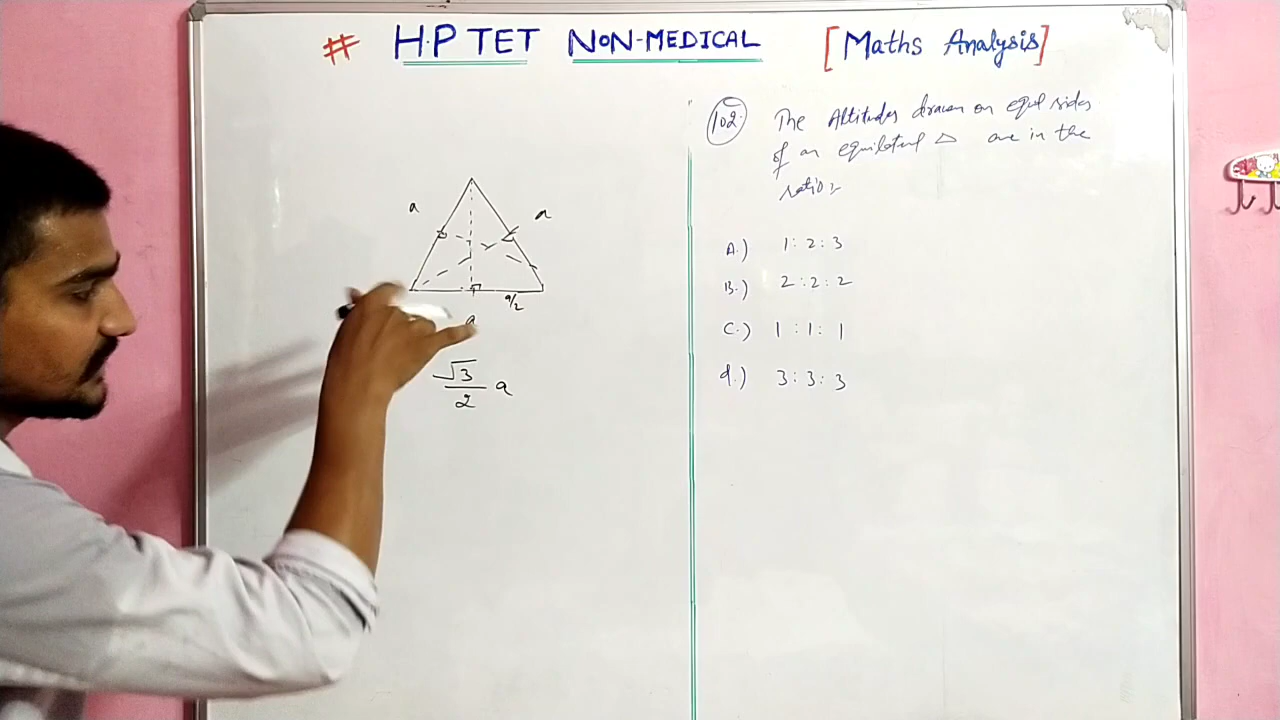 # H.P TET NON-MEDICAL [Maths Analysis]
102. The Altitudes drawn on equal sides
of an equilateral △ are in the
ratio:-
A.) 1 : 2 : 3
B.) 2 : 2 : 2
C.) 1 : 1 : 1
d.) 3 : 3 : 3
a a
a/2
a
√3/2 a